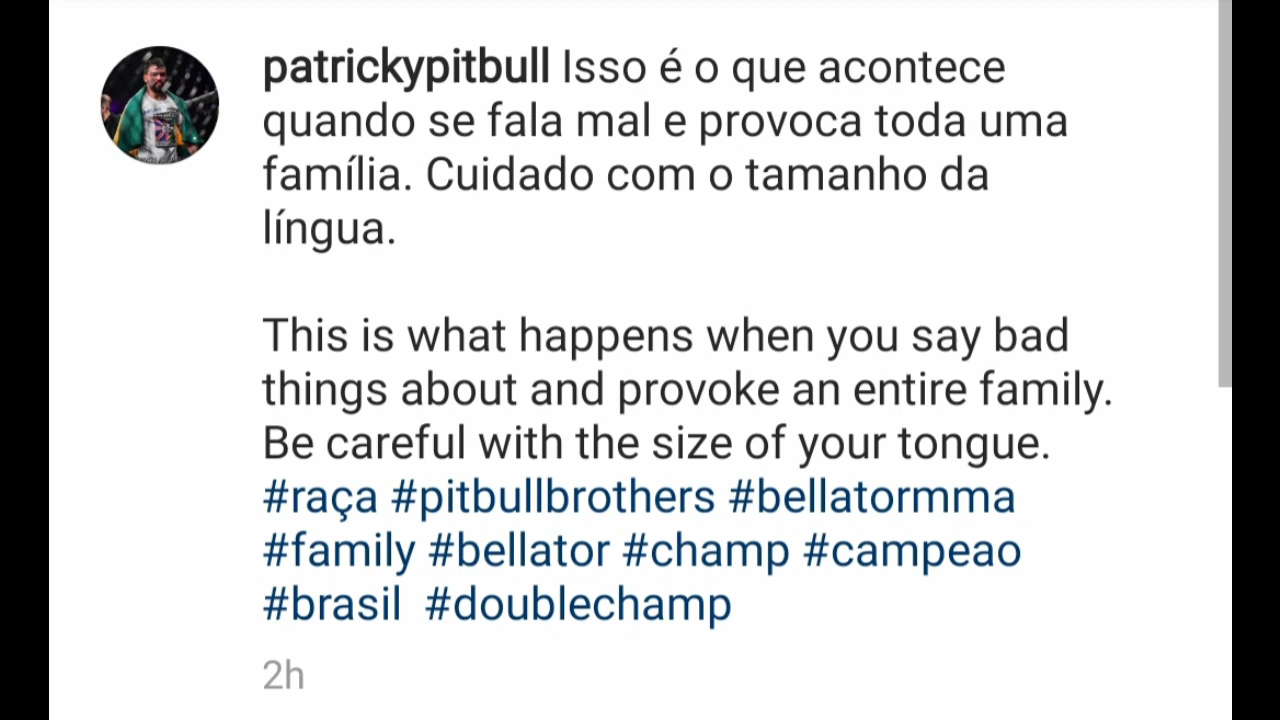 patrickypitbull Isso é o que acontece
quando se fala mal e provoca toda uma
família. Cuidado com o tamanho da
língua.
This is what happens when you say bad
things about and provoke an entire family.
Be careful with the size of your tongue.
#raça #pitbullbrothers #bellatormma
#family #bellator #champ #campeao
#brasil #doublechamp
2h